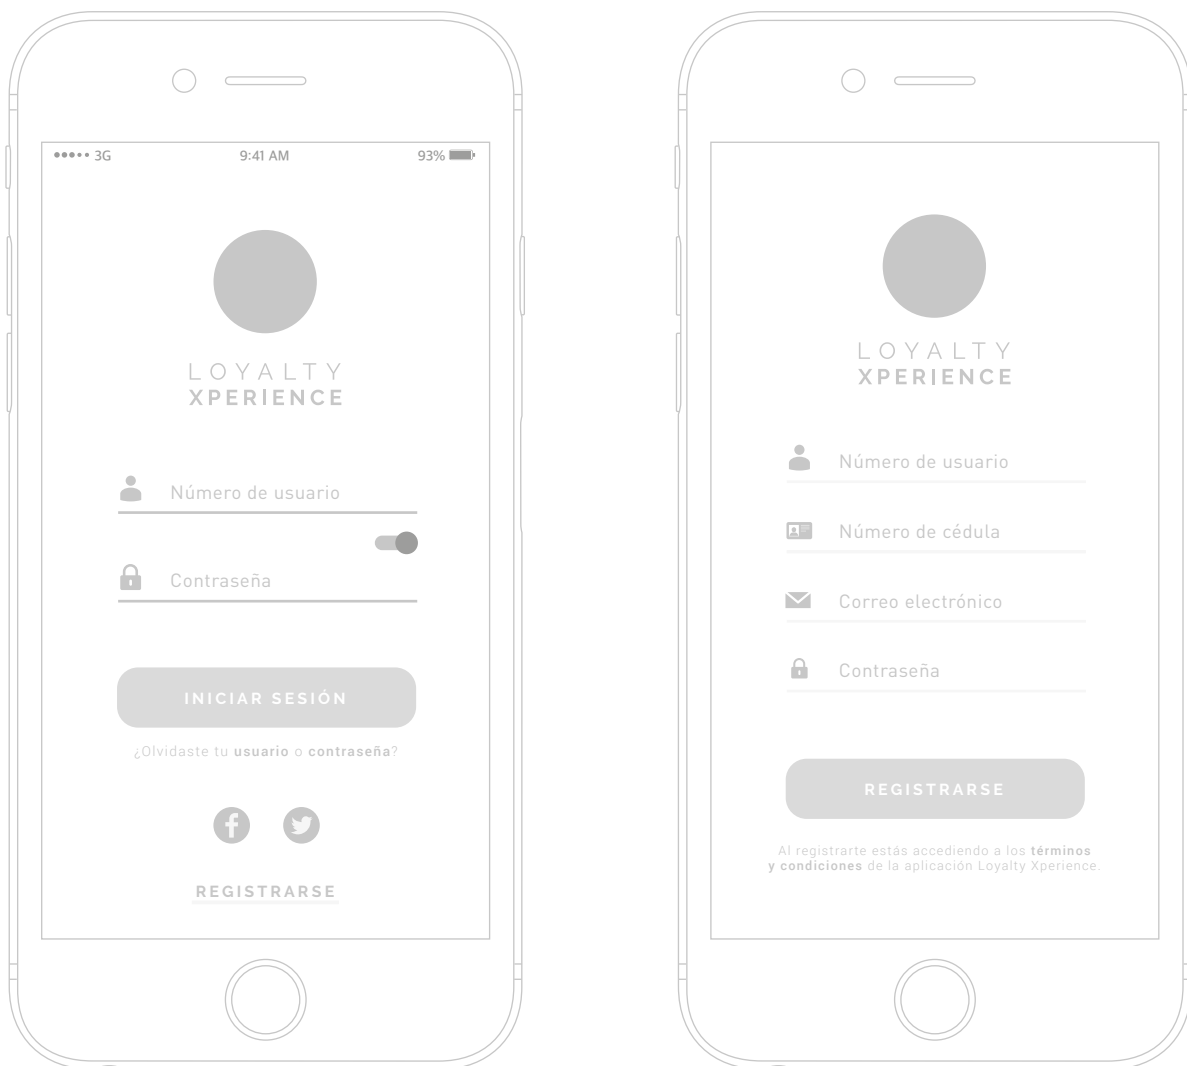 3G 9:41 AM 93%
LOYALTY
XPERIENCE
Número de usuario
Contraseña
INICIAR SESIÓN
¿Olvidaste tu usuario o contraseña?
REGISTRARSE
LOYALTY
XPERIENCE
Número de usuario
Número de cédula
Correo electrónico
Contraseña
REGISTRARSE
Al registrarte estás accediendo a los términos
y condiciones de la aplicación Loyalty Xperience.